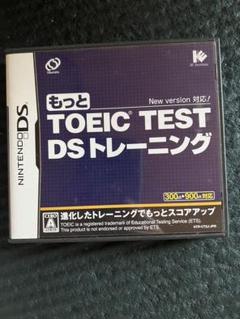 もっと
New version 対応！
TOEIC® TEST
DSトレーニング
NINTENDO DS
300点▶900点 対応
進化したトレーニングでもっとスコアアップ
TOEIC is a registered trademark of Educational Testing Service (ETS).
This product is not endorsed or approved by ETS.
CERO
A